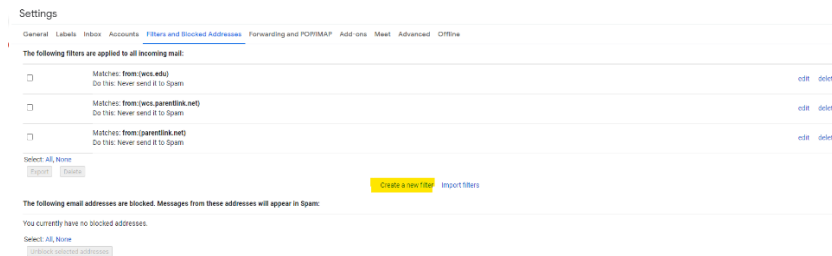 Settings
General Labels Inbox Accounts Filters and Blocked Addresses Forwarding and POP/IMAP Add-ons Meet Advanced Offline
The following filters are applied to all incoming mail:
Matches: from:(wcs.edu)
Do this: Never send it to Spam
edit delet
Matches: from:(wcs.parentlink.net)
Do this: Never send it to Spam
edit delet
Matches: from:(parentlink.net)
Do this: Never send it to Spam
edit delet
Select: All, None
Export Delete
Create a new filter Import filters
The following email addresses are blocked. Messages from these addresses will appear in Spam:
You currently have no blocked addresses.
Select: All, None
Unblock selected addresses